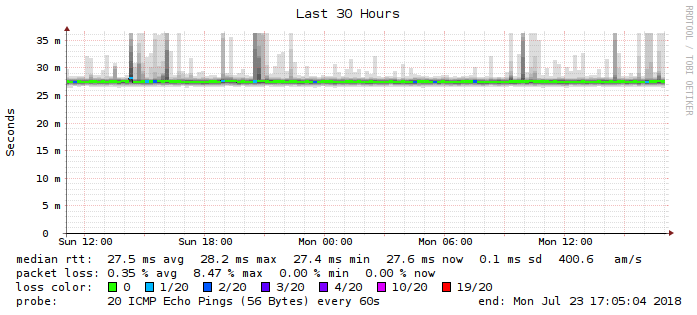 Last 30 Hours
RRDTOOL / TOBI OETIKER
Seconds
35 m
30 m
25 m
20 m
15 m
10 m
5 m
0
Sun 12:00 Sun 18:00 Mon 00:00 Mon 06:00 Mon 12:00
median rtt: 27.5 ms avg 28.2 ms max 27.4 ms min 27.6 ms now 0.1 ms sd 400.6 am/s
packet loss: 0.35 % avg 8.47 % max 0.00 % min 0.00 % now
loss color: 0 1/20 2/20 3/20 4/20 10/20 19/20
probe: 20 ICMP Echo Pings (56 Bytes) every 60s end: Mon Jul 23 17:05:04 2018